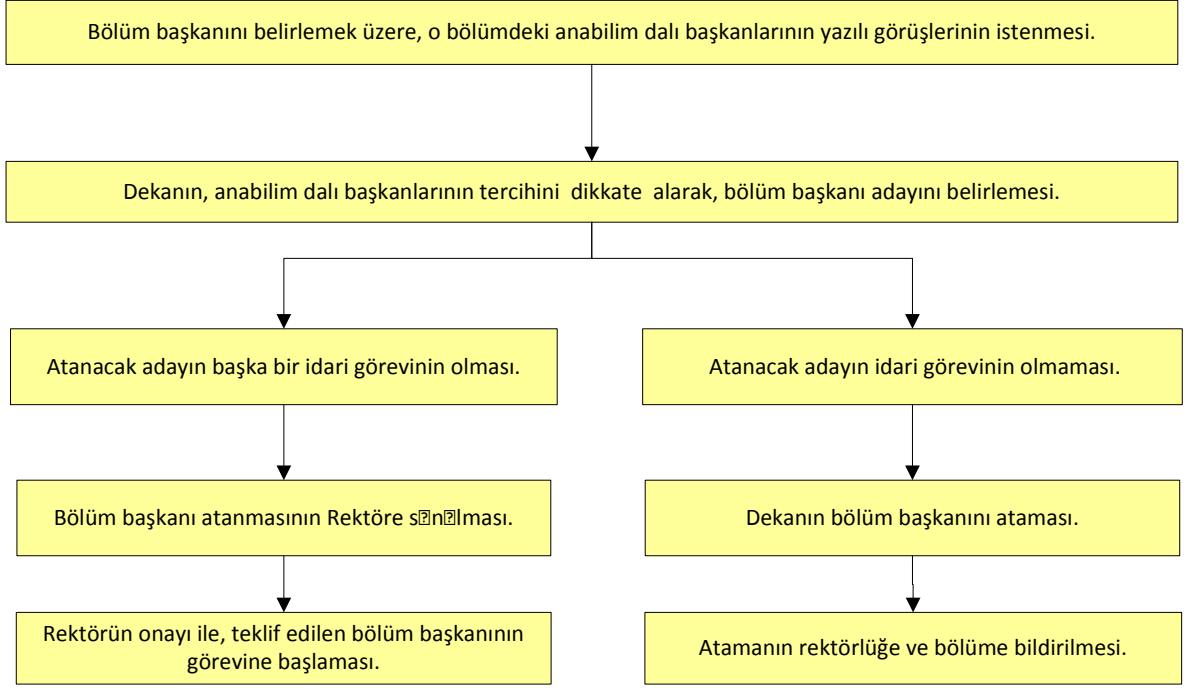 Bölüm başkanını belirlemek üzere, o bölümdeki anabilim dalı başkanlarının yazılı görüşlerinin istenmesi.
Dekanın, anabilim dalı başkanlarının tercihini dikkate alarak, bölüm başkanı adayını belirlemesi.
Atanacak adayın başka bir idari görevinin olması.
Atanacak adayın idari görevinin olmaması.
Bölüm başkanı atanmasının Rektöre
Dekanın bölüm başkanını ataması.
Rektörün onayı ile, teklif edilen bölüm başkanının
görevine başlaması.
Atamanın rektörlüğe ve bölüme bildirilmesi.